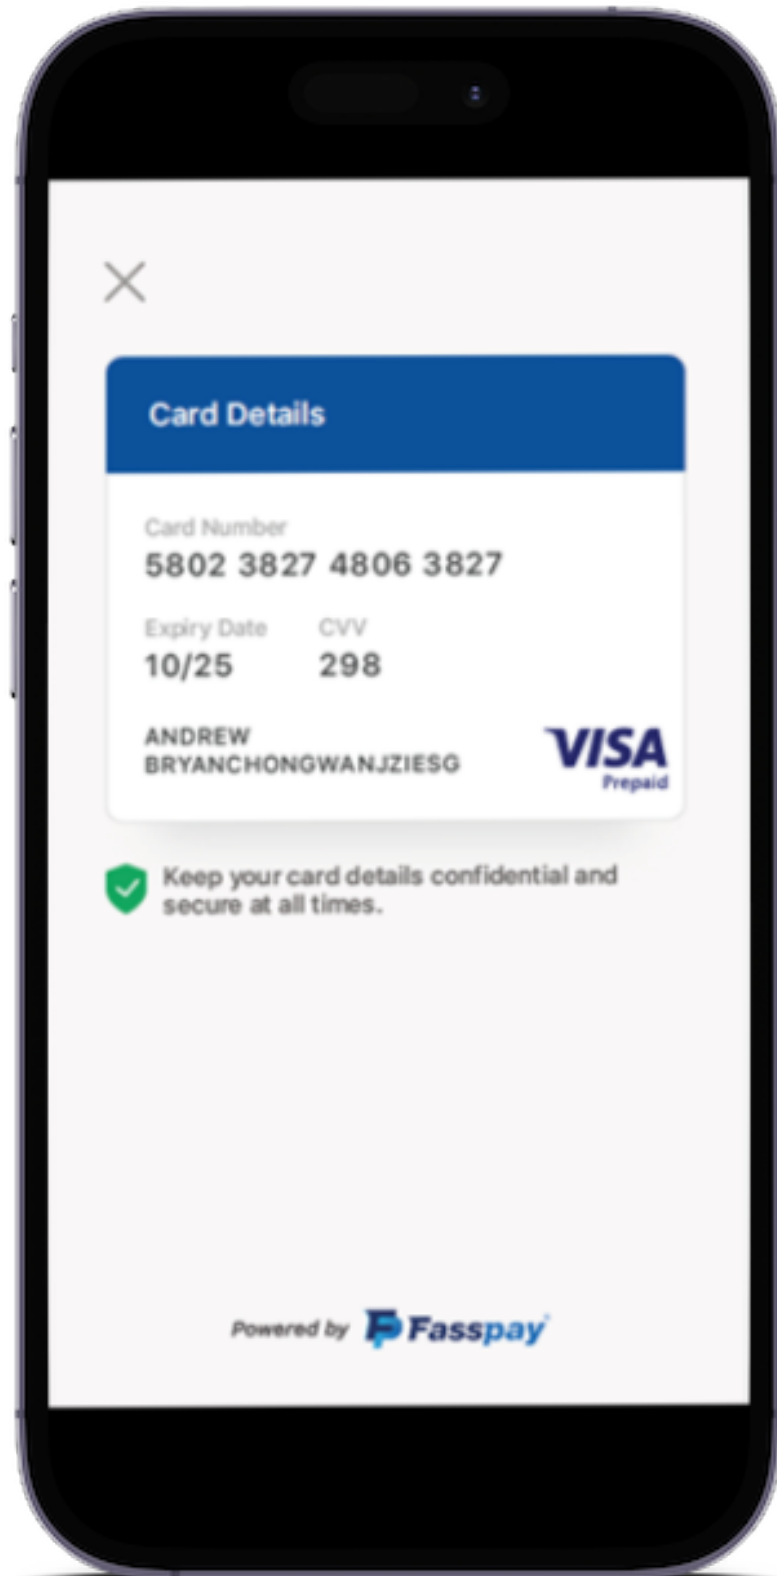 Card Details
Card Number
5802 3827 4806 3827
Expiry Date CVV
10/25 298
ANDREW
BRYANCHONGWANJZIESG
VISA
Prepaid
Keep your card details confidential and
secure at all times.
Powered by Fasspay